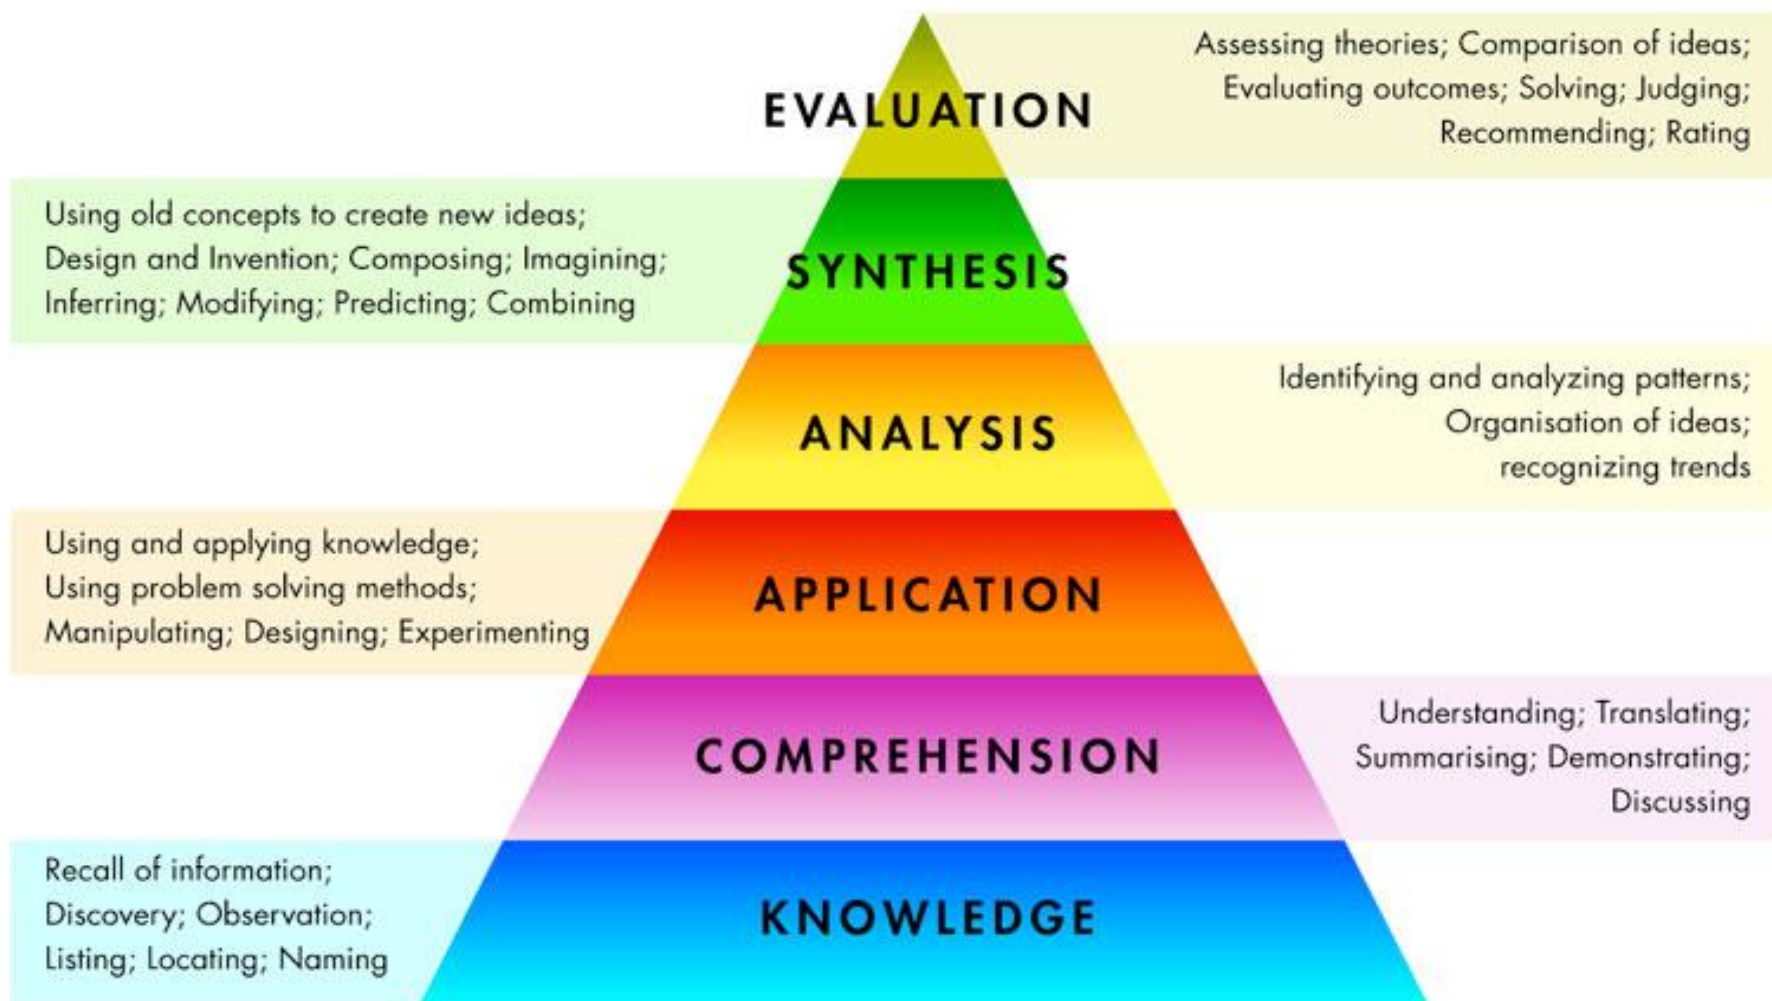 EVALUATION
Assessing theories; Comparison of ideas;
Evaluating outcomes; Solving; Judging;
Recommending; Rating
Using old concepts to create new ideas;
Design and Invention; Composing; Imagining;
Inferring; Modifying; Predicting; Combining
SYNTHESIS
ANALYSIS
Identifying and analyzing patterns;
Organisation of ideas;
recognizing trends
Using and applying knowledge;
Using problem solving methods;
Manipulating; Designing; Experimenting
APPLICATION
COMPREHENSION
Understanding; Translating;
Summarising; Demonstrating;
Discussing
Recall of information;
Discovery; Observation;
Listing; Locating; Naming
KNOWLEDGE